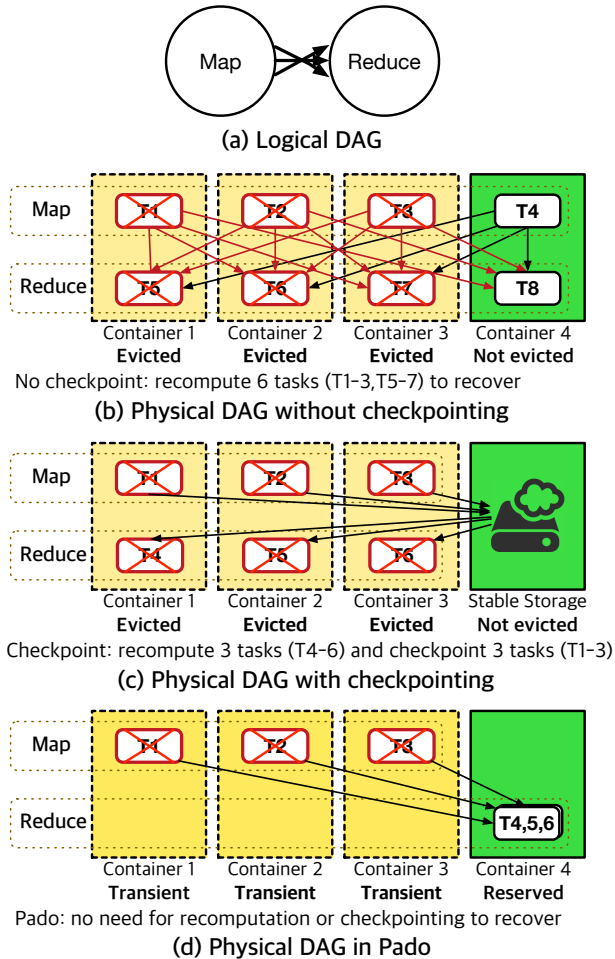 Map
Reduce
(a) Logical DAG
Map
T1
T2
T3
T4
Reduce
T5
T6
T7
T8
Container 1
Evicted
Container 2
Evicted
Container 3
Evicted
Container 4
Not evicted
No checkpoint: recompute 6 tasks (T1-3,T5-7) to recover
(b) Physical DAG without checkpointing
Map
T1
T2
T3
Reduce
T4
T5
T6
Container 1
Evicted
Container 2
Evicted
Container 3
Evicted
Stable Storage
Not evicted
Checkpoint: recompute 3 tasks (T4-6) and checkpoint 3 tasks (T1-3)
(c) Physical DAG with checkpointing
Map
T1
T2
T3
Reduce
T4,5,6
Container 1
Transient
Container 2
Transient
Container 3
Transient
Container 4
Reserved
Pado: no need for recomputation or checkpointing to recover
(d) Physical DAG in Pado